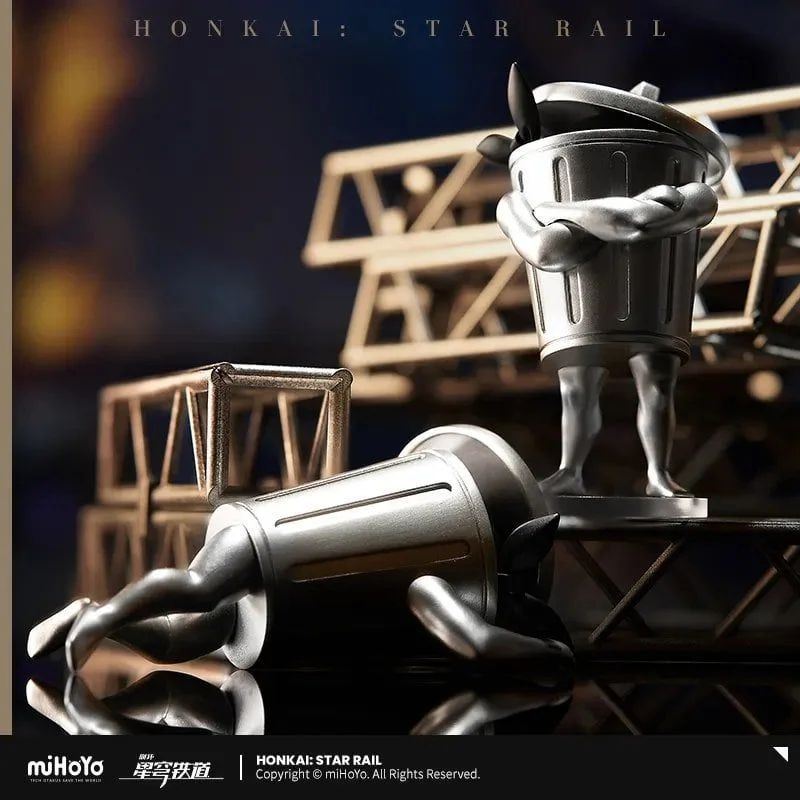 HONKAI: STAR RAIL
miHoYo
TECH OTAKUS SAVE THE WORLD
崩坏
星穹铁道
HONKAI: STAR RAIL
Copyright © miHoYo. All Rights Reserved.